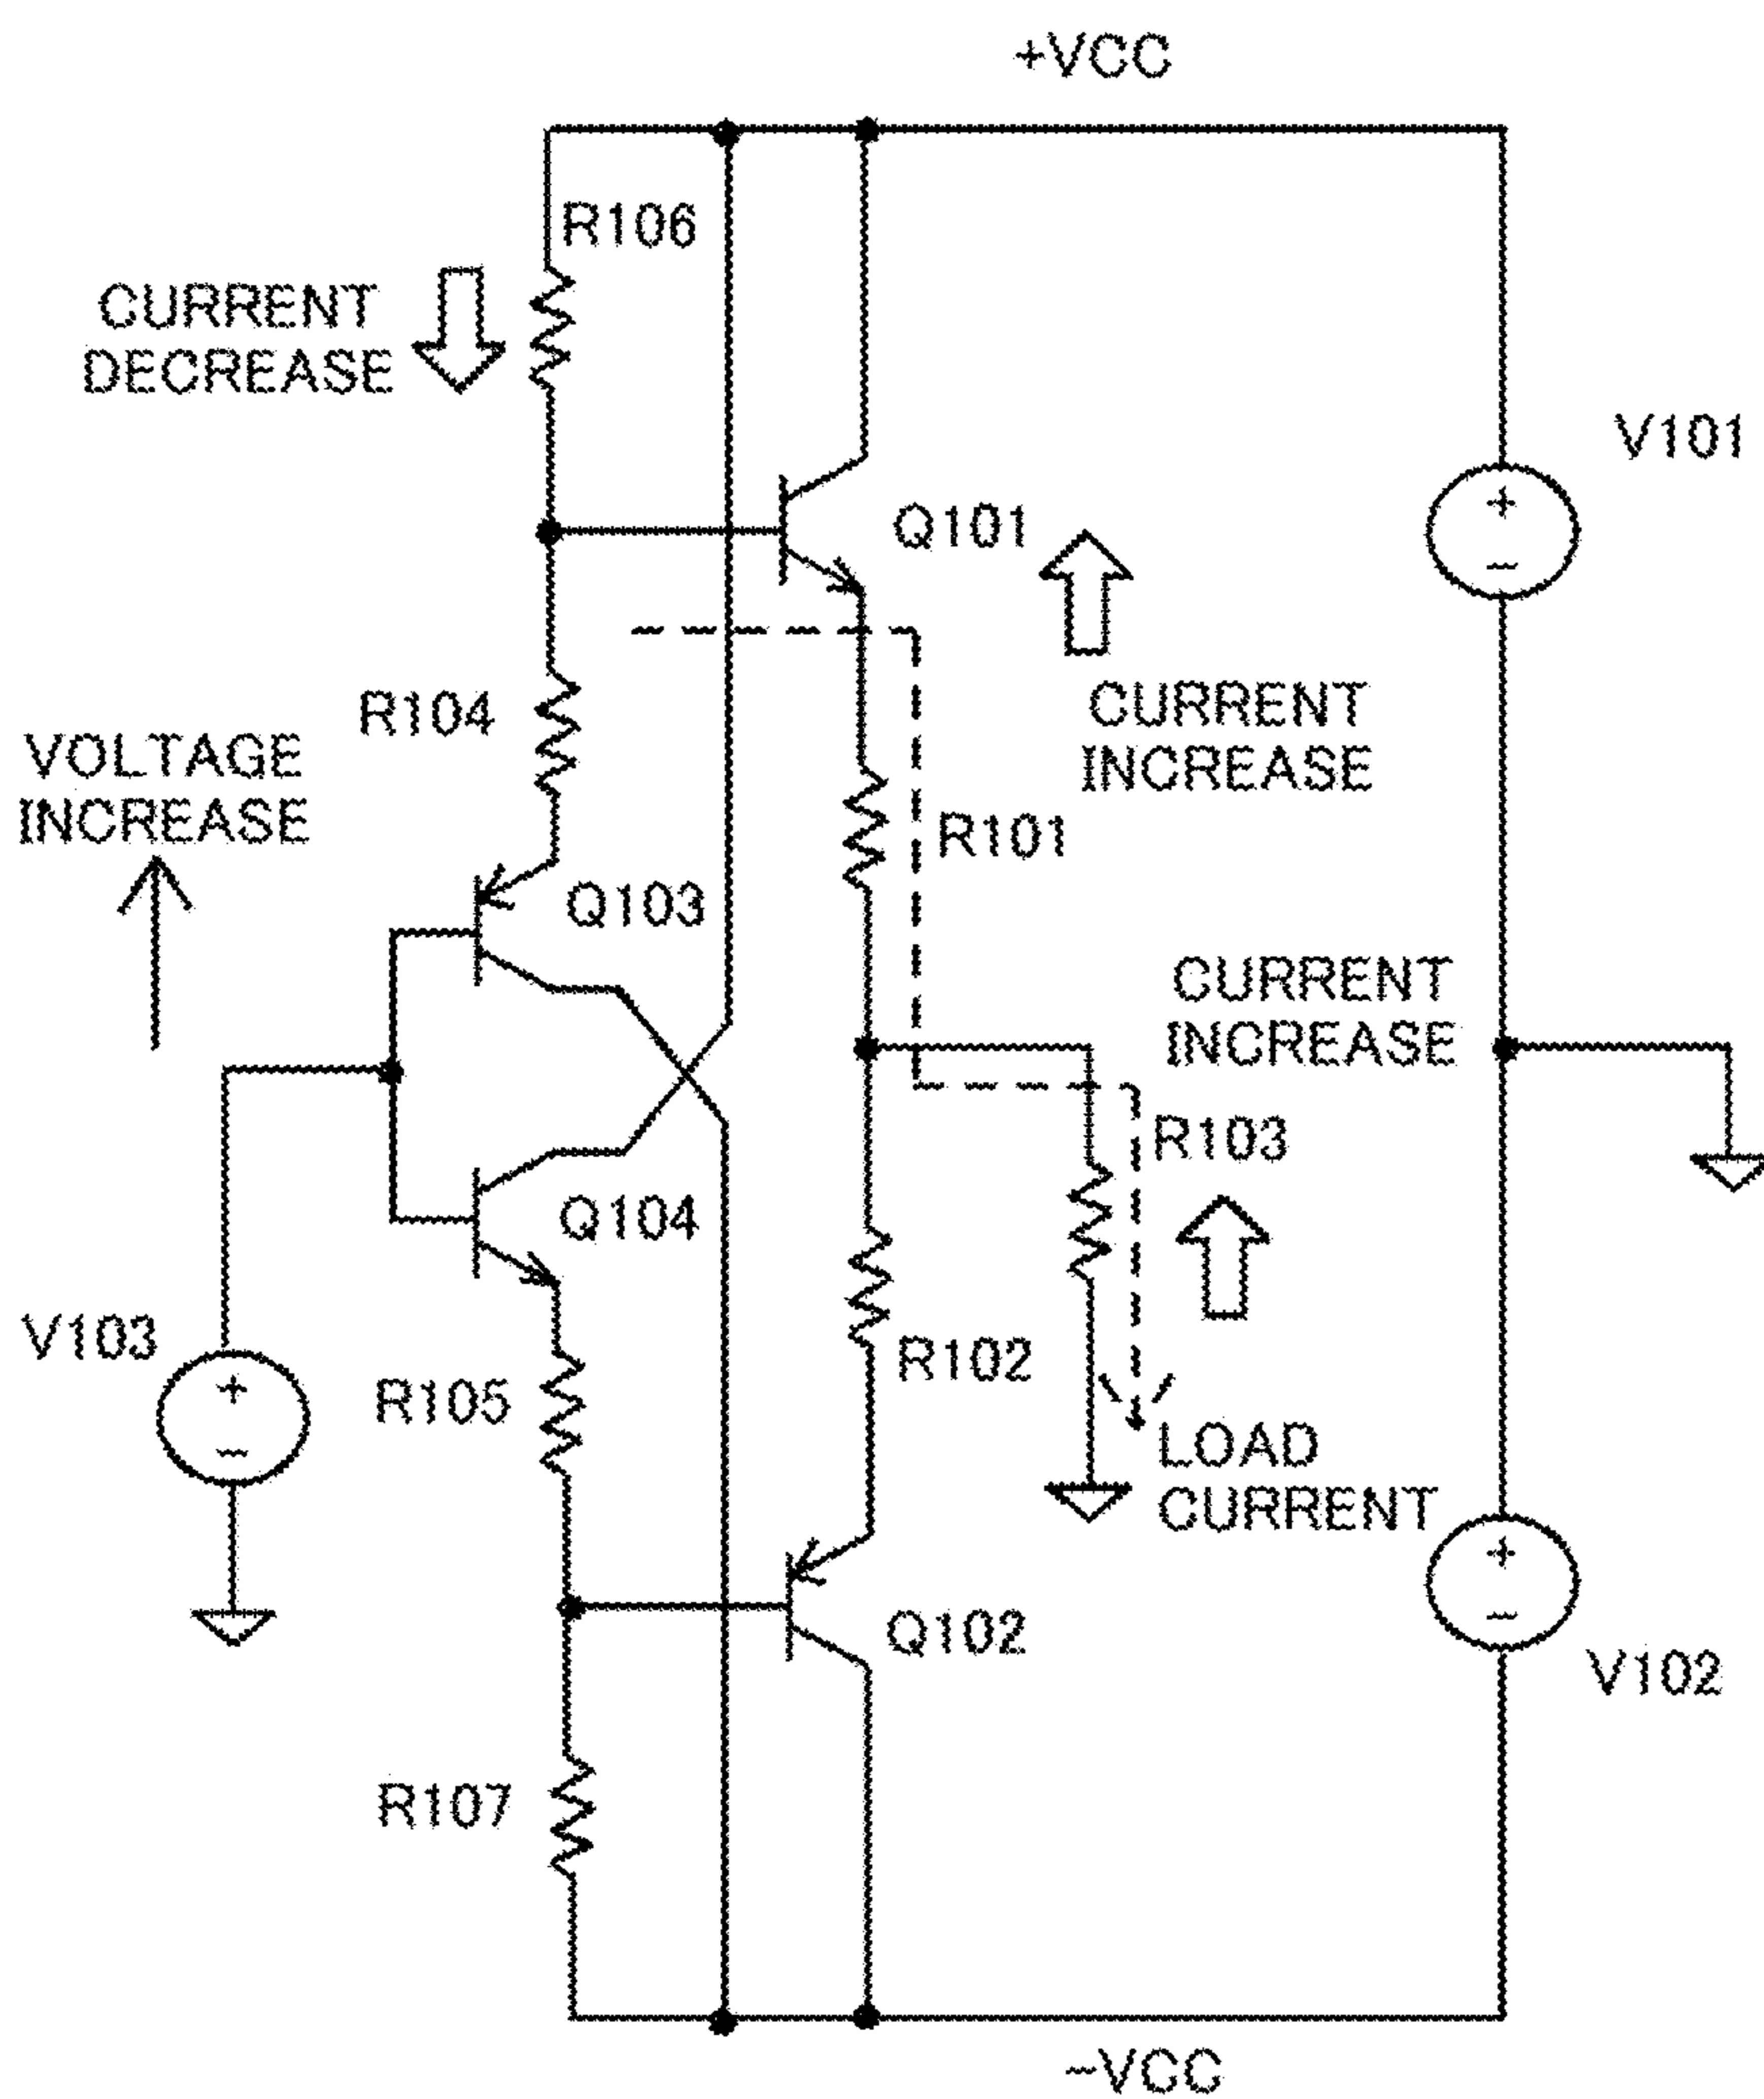 +VCC
R106
CURRENT
DECREASE
V101
+
−
Q101
R104
CURRENT
INCREASE
VOLTAGE
INCREASE
R101
Q103
CURRENT
INCREASE
R103
Q104
V103
+
−
R102
R105
LOAD
CURRENT
+
−
Q102
V102
R107
−VCC